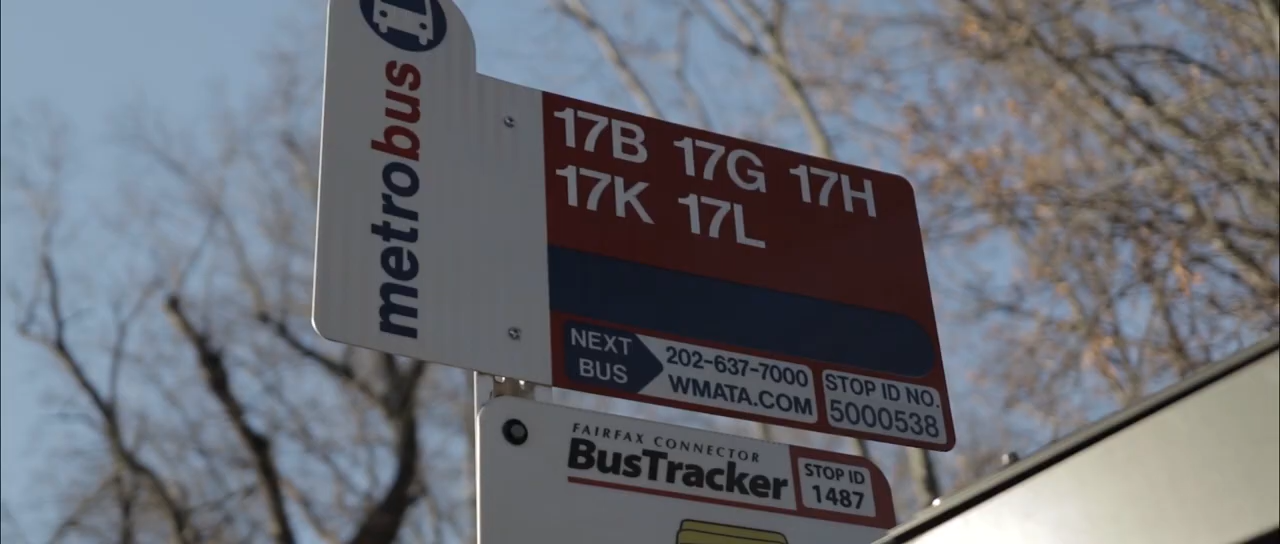 metrobus
17B 17G 17H
17K 17L
NEXT BUS
202-637-7000
WMATA.COM
STOP ID NO.
5000538
FAIRFAX CONNECTOR
BusTracker
STOP ID
1487